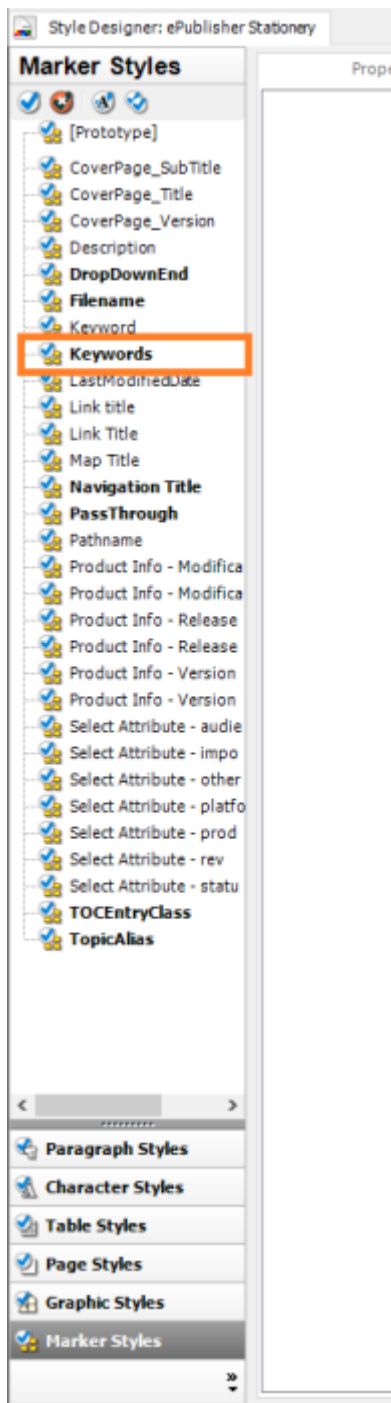 Style Designer: ePublisher Stationery
Marker Styles
Prope
[Prototype]
CoverPage_SubTitle
CoverPage_Title
CoverPage_Version
Description
DropDownEnd
Filename
Keyword
Keywords
LastModifiedDate
Link title
Link Title
Map Title
Navigation Title
PassThrough
Pathname
Product Info - Modifica
Product Info - Modifica
Product Info - Release
Product Info - Release
Product Info - Version
Product Info - Version
Select Attribute - audie
Select Attribute - impo
Select Attribute - other
Select Attribute - platfo
Select Attribute - prod
Select Attribute - rev
Select Attribute - statu
TOCEntryClass
TopicAlias
Paragraph Styles
Character Styles
Table Styles
Page Styles
Graphic Styles
Marker Styles